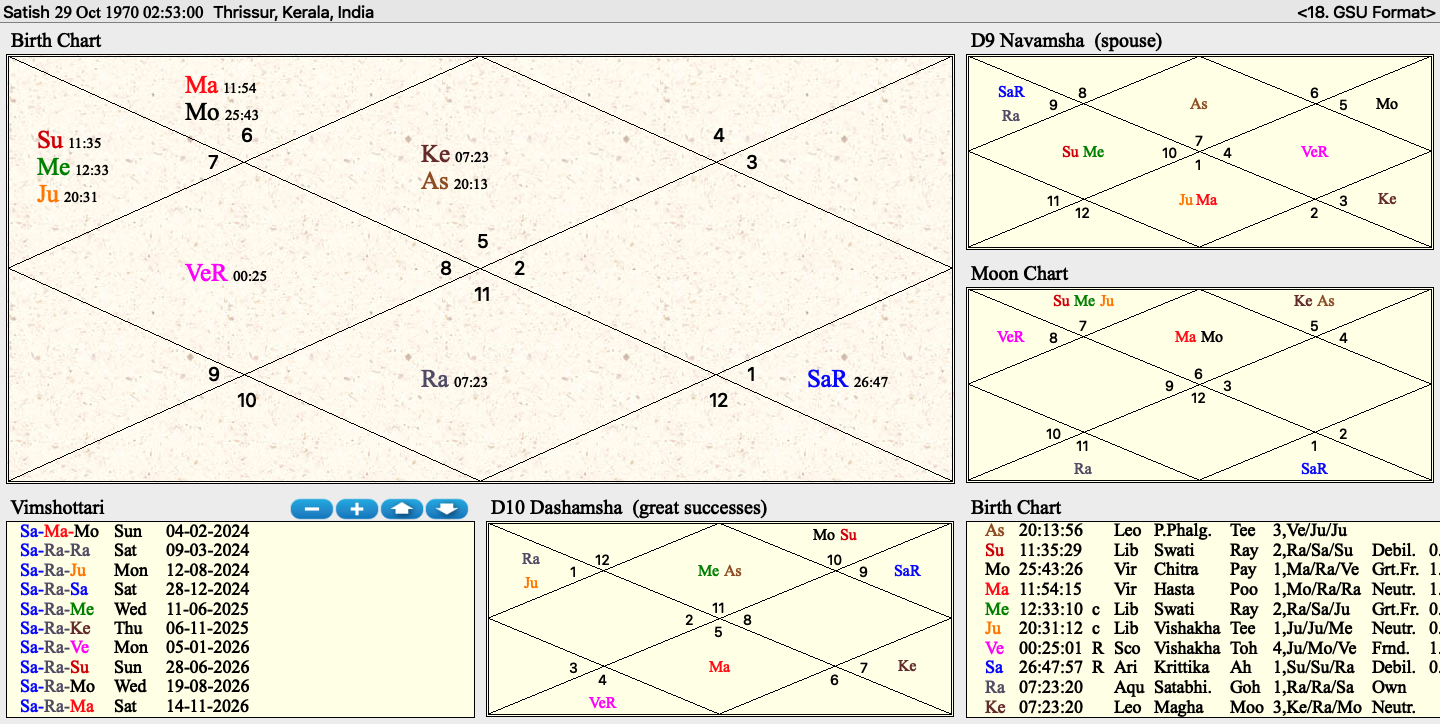 Satish 29 Oct 1970 02:53:00 Thrissur, Kerala, India <18. GSU Format>
Birth Chart
Ma 11:54
Mo 25:43
6
Su 11:35
Me 12:33
Ju 20:31
7
Ke 07:23
As 20:13
5
4
3
VeR 00:25
8
2
11
9
10
Ra 07:23
1
12
SaR 26:47
D9 Navamsha (spouse)
SaR
Ra
9
8
As
7
6
5
Mo
Su Me
10
4
1
VeR
11
12
Ju Ma
3
2
Ke
Moon Chart
Su Me Ju
7
VeR
8
Ma Mo
6
Ke As
5
4
9
3
12
10
11
Ra
2
1
SaR
Vimshottari
Sa-Ma-Mo Sun 04-02-2024
Sa-Ra-Ra Sat 09-03-2024
Sa-Ra-Ju Mon 12-08-2024
Sa-Ra-Sa Sat 28-12-2024
Sa-Ra-Me Wed 11-06-2025
Sa-Ra-Ke Thu 06-11-2025
Sa-Ra-Ve Mon 05-01-2026
Sa-Ra-Su Sun 28-06-2026
Sa-Ra-Mo Wed 19-08-2026
Sa-Ra-Ma Sat 14-11-2026
D10 Dashamsha (great successes)
Ra
Ju
1
12
Me As
11
Mo Su
10
9
SaR
2
8
5
3
4
VeR
Ma
7
6
Ke
Birth Chart
As 20:13:56 Leo P.Phalg. Tee 3,Ve/Ju/Ju
Su 11:35:29 Lib Swati Ray 2,Ra/Sa/Su Debil. 0.
Mo 25:43:26 Vir Chitra Pay 1,Ma/Ra/Ve Grt.Fr. 1.
Ma 11:54:15 Vir Hasta Poo 1,Mo/Ra/Ra Neutr. 1.
Me 12:33:10 c Lib Swati Ray 2,Ra/Sa/Ju Grt.Fr. 0.
Ju 20:31:12 c Lib Vishakha Tee 1,Ju/Ju/Me Neutr. 0.
Ve 00:25:01 R Sco Vishakha Toh 4,Ju/Mo/Ve Frnd. 1.
Sa 26:47:57 R Ari Krittika Ah 1,Su/Su/Ra Debil. 0.
Ra 07:23:20 Aqu Satabhi. Goh 1,Ra/Ra/Sa Own
Ke 07:23:20 Leo Magha Moo 3,Ke/Ra/Mo Neutr.